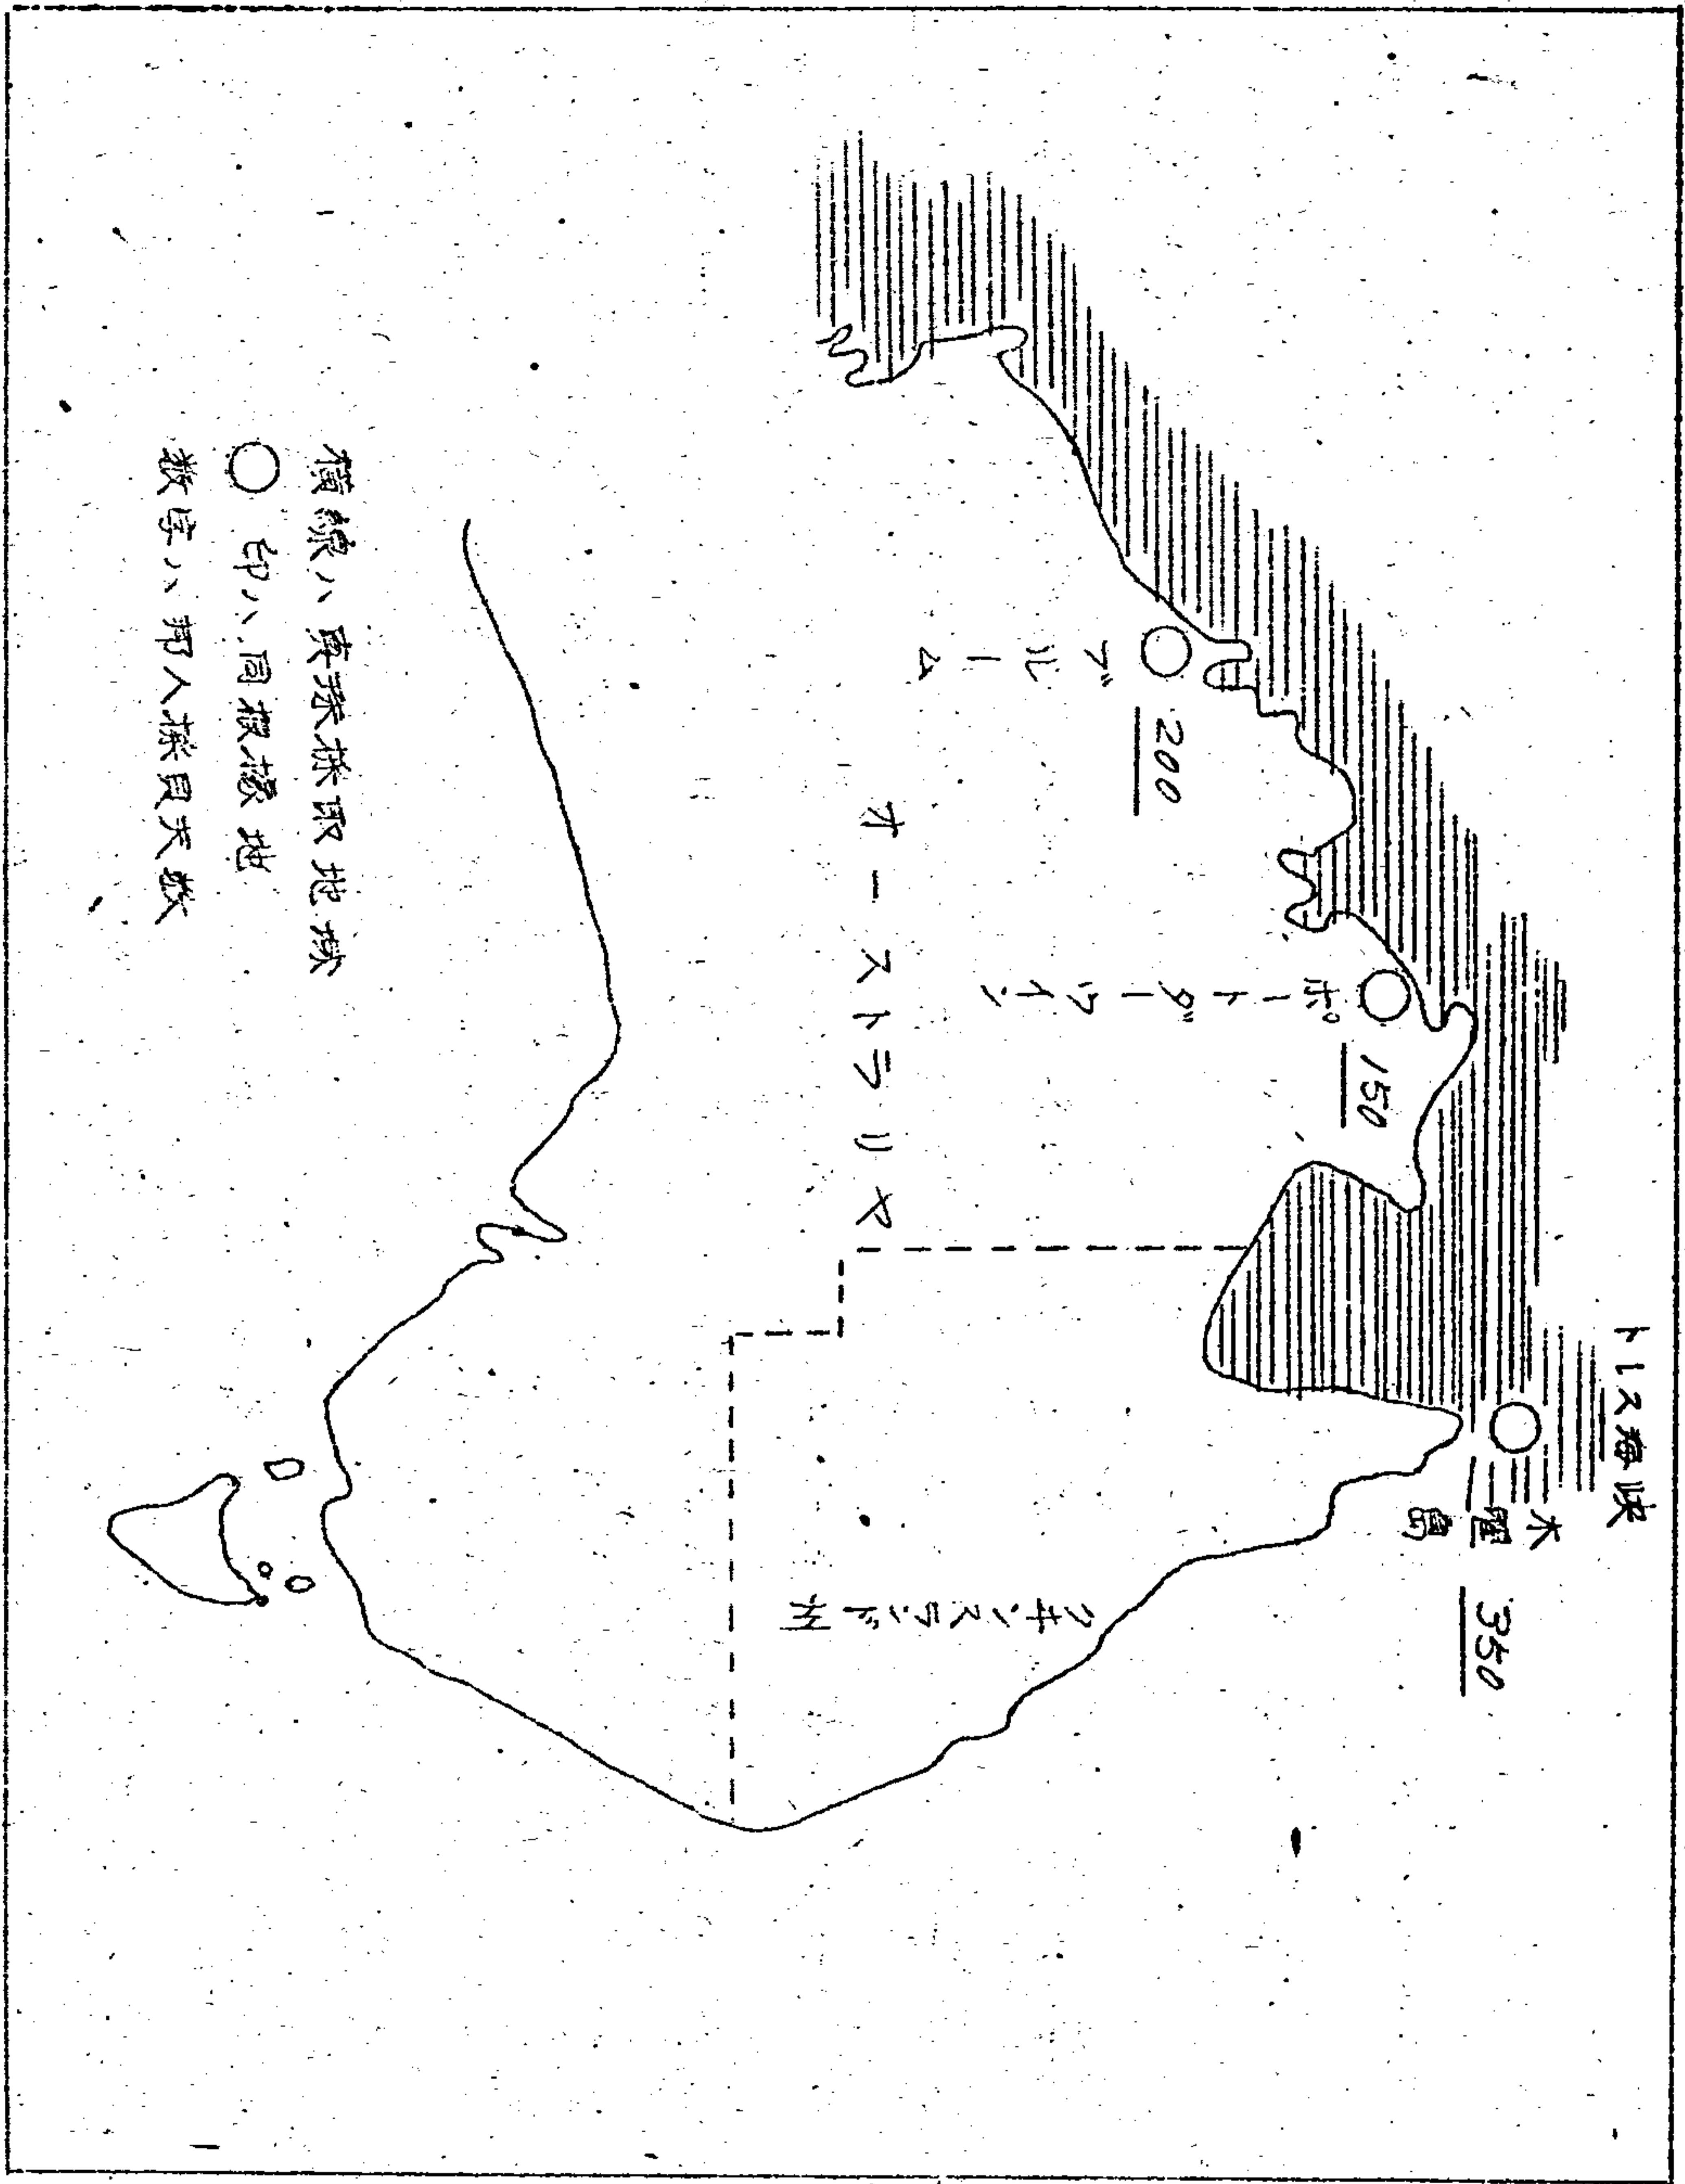 トレス海峡
木曜島
350
ポートダーウイン
150
ブルーム
200
オーストラリヤ
クヰンスランド州
横線ハ真珠採取地域
○印ハ同根拠地
数字ハ邦人採貝夫数